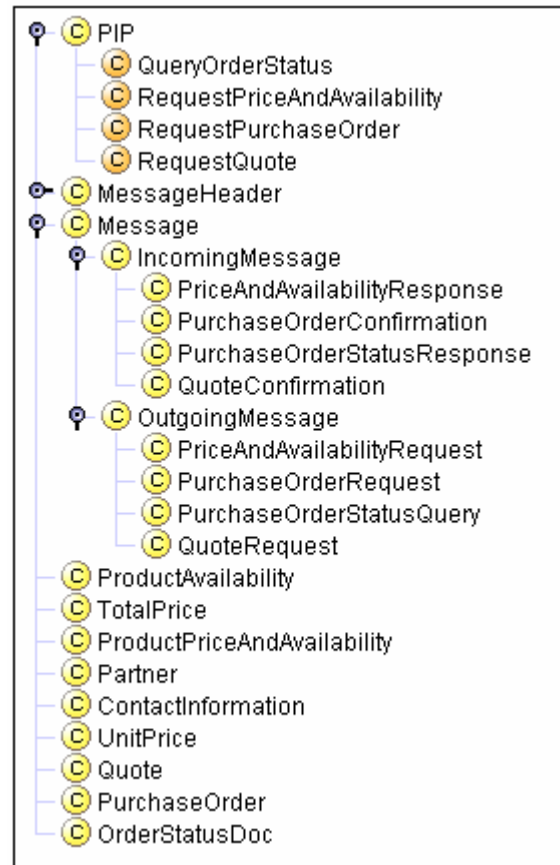 C PIP
C QueryOrderStatus
C RequestPriceAndAvailability
C RequestPurchaseOrder
C RequestQuote
C MessageHeader
C Message
C IncomingMessage
C PriceAndAvailabilityResponse
C PurchaseOrderConfirmation
C PurchaseOrderStatusResponse
C QuoteConfirmation
C OutgoingMessage
C PriceAndAvailabilityRequest
C PurchaseOrderRequest
C PurchaseOrderStatusQuery
C QuoteRequest
C ProductAvailability
C TotalPrice
C ProductPriceAndAvailability
C Partner
C ContactInformation
C UnitPrice
C Quote
C PurchaseOrder
C OrderStatusDoc